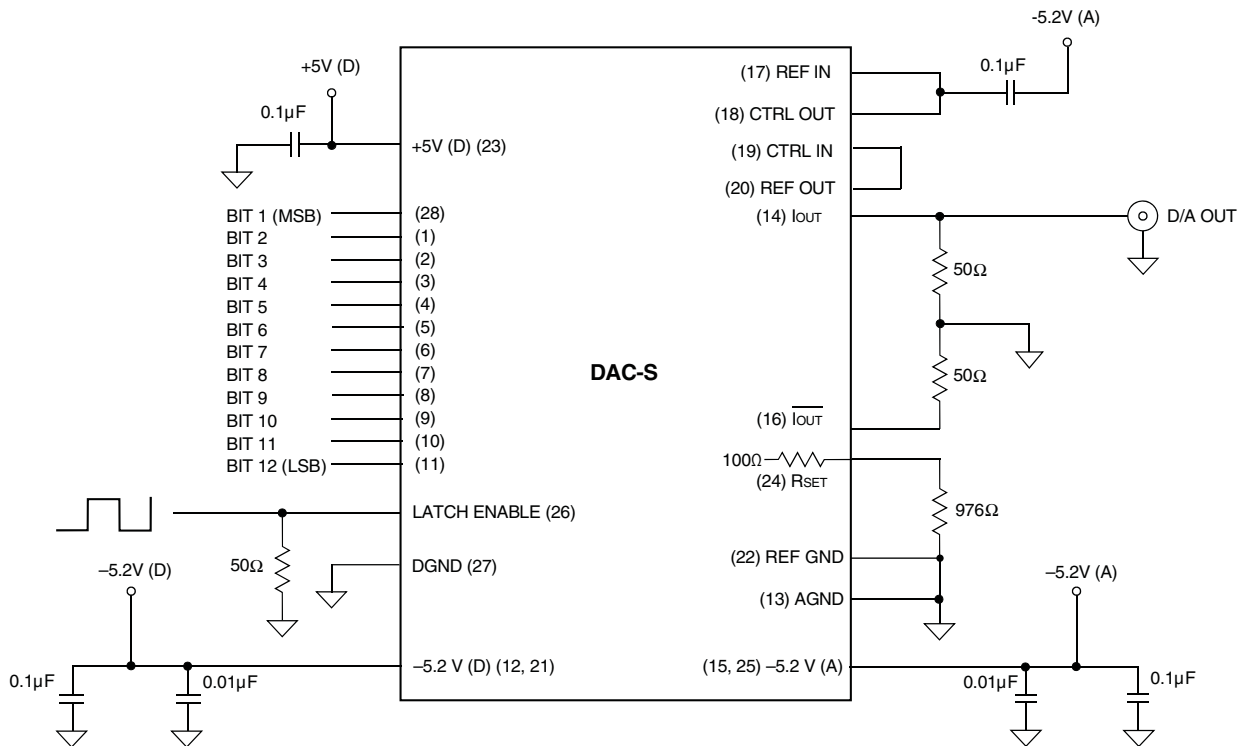 -5.2V (A)
+5V (D)
0.1µF
(17) REF IN
0.1µF
(18) CTRL OUT
+5V (D) (23)
(19) CTRL IN
(20) REF OUT
BIT 1 (MSB)
(28)
(14) IOUT
D/A OUT
BIT 2
(1)
BIT 3
(2)
50Ω
BIT 4
(3)
BIT 5
(4)
BIT 6
(5)
BIT 7
(6)
BIT 8
(7)
DAC-S
50Ω
BIT 9
(8)
BIT 10
(9)
(16) IOUT
BIT 11
(10)
BIT 12 (LSB)
(11)
100Ω
(24) RSET
LATCH ENABLE (26)
976Ω
50Ω
DGND (27)
(22) REF GND
–5.2V (D)
–5.2V (A)
(13) AGND
–5.2 V (D) (12, 21)
(15, 25) –5.2 V (A)
0.1µF
0.01µF
0.01µF
0.1µF